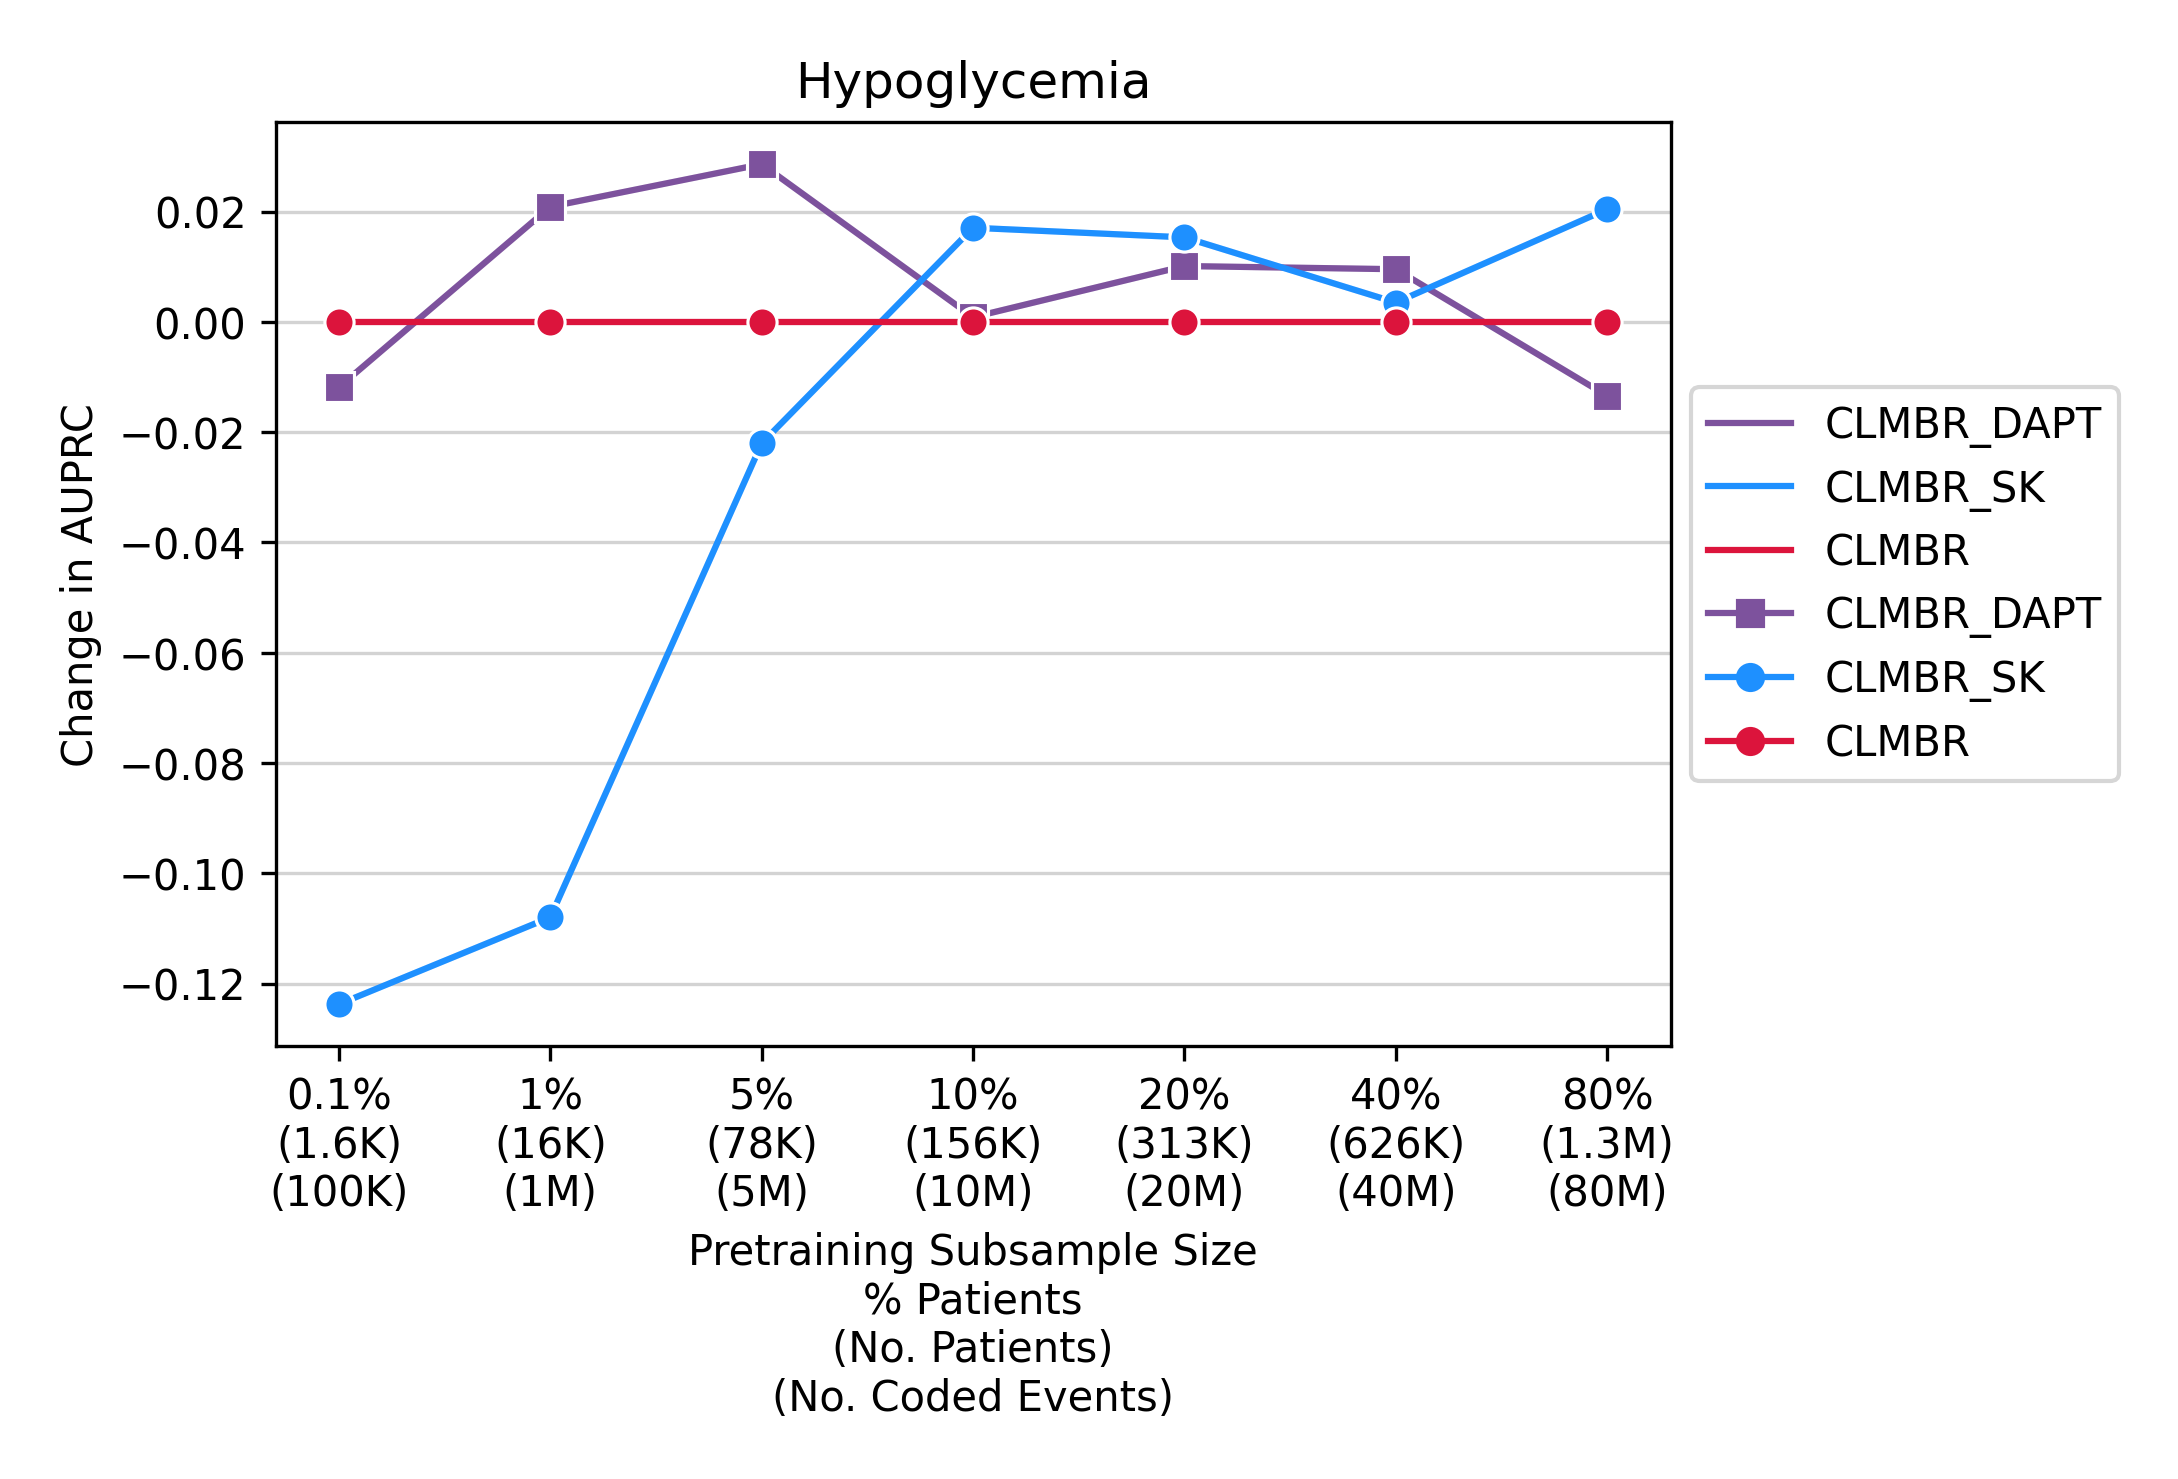 Hypoglycemia
Change in AUPRC
0.02
0.00
−0.02
−0.04
−0.06
−0.08
−0.10
−0.12
0.1% 1% 5% 10% 20% 40% 80%
(1.6K) (16K) (78K) (156K) (313K) (626K) (1.3M)
(100K) (1M) (5M) (10M) (20M) (40M) (80M)
Pretraining Subsample Size
% Patients
(No. Patients)
(No. Coded Events)
CLMBR_DAPT
CLMBR_SK
CLMBR
CLMBR_DAPT
CLMBR_SK
CLMBR